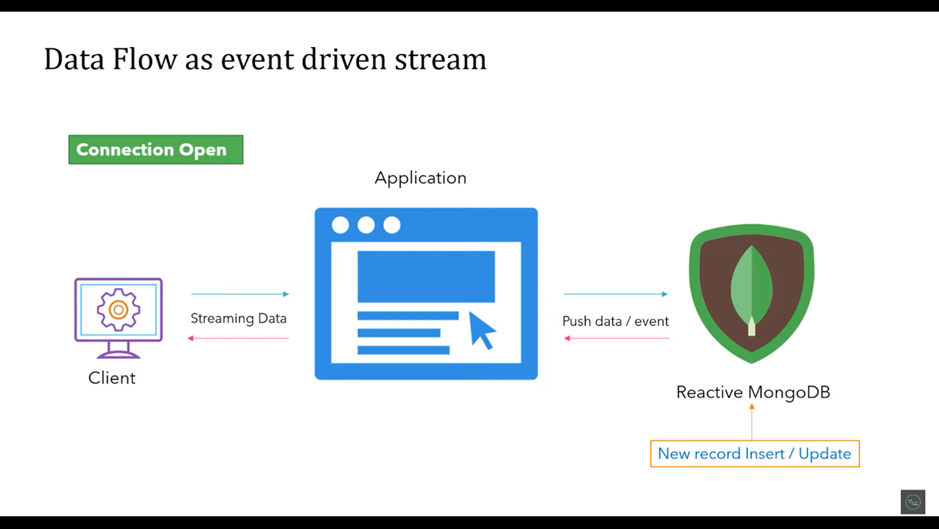 Data Flow as event driven stream
Connection Open
Application
Streaming Data
Push data / event
Client
Reactive MongoDB
New record Insert / Update